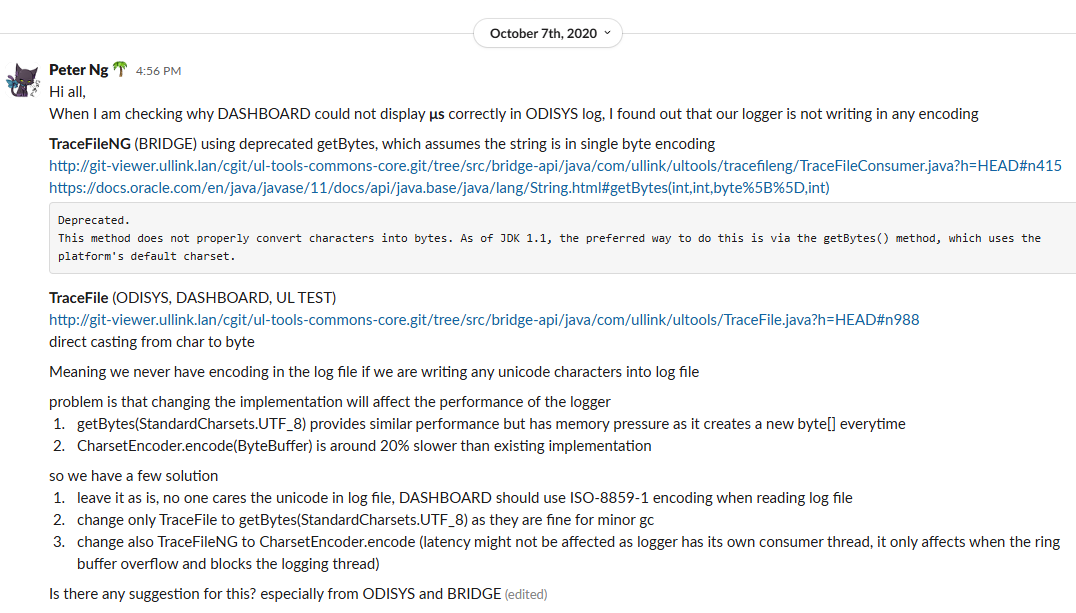 October 7th, 2020
Peter Ng 🌴 4:56 PM
Hi all,
When I am checking why DASHBOARD could not display µs correctly in ODISYS log, I found out that our logger is not writing in any encoding
TraceFileNG (BRIDGE) using deprecated getBytes, which assumes the string is in single byte encoding
http://git-viewer.ullink.lan/cgit/ul-tools-commons-core.git/tree/src/bridge-api/java/com/ullink/ultools/tracefileng/TraceFileConsumer.java?h=HEAD#n415
https://docs.oracle.com/en/java/javase/11/docs/api/java.base/java/lang/String.html#getBytes(int,int,byte%5B%5D,int)
Deprecated.
This method does not properly convert characters into bytes. As of JDK 1.1, the preferred way to do this is via the getBytes() method, which uses the
platform's default charset.
TraceFile (ODISYS, DASHBOARD, UL TEST)
http://git-viewer.ullink.lan/cgit/ul-tools-commons-core.git/tree/src/bridge-api/java/com/ullink/ultools/TraceFile.java?h=HEAD#n988
direct casting from char to byte
Meaning we never have encoding in the log file if we are writing any unicode characters into log file
problem is that changing the implementation will affect the performance of the logger
1. getBytes(StandardCharsets.UTF_8) provides similar performance but has memory pressure as it creates a new byte[] everytime
2. CharsetEncoder.encode(ByteBuffer) is around 20% slower than existing implementation
so we have a few solution
1. leave it as is, no one cares the unicode in log file, DASHBOARD should use ISO-8859-1 encoding when reading log file
2. change only TraceFile to getBytes(StandardCharsets.UTF_8) as they are fine for minor gc
3. change also TraceFileNG to CharsetEncoder.encode (latency might not be affected as logger has its own consumer thread, it only affects when the ring
buffer overflow and blocks the logging thread)
Is there any suggestion for this? especially from ODISYS and BRIDGE (edited)